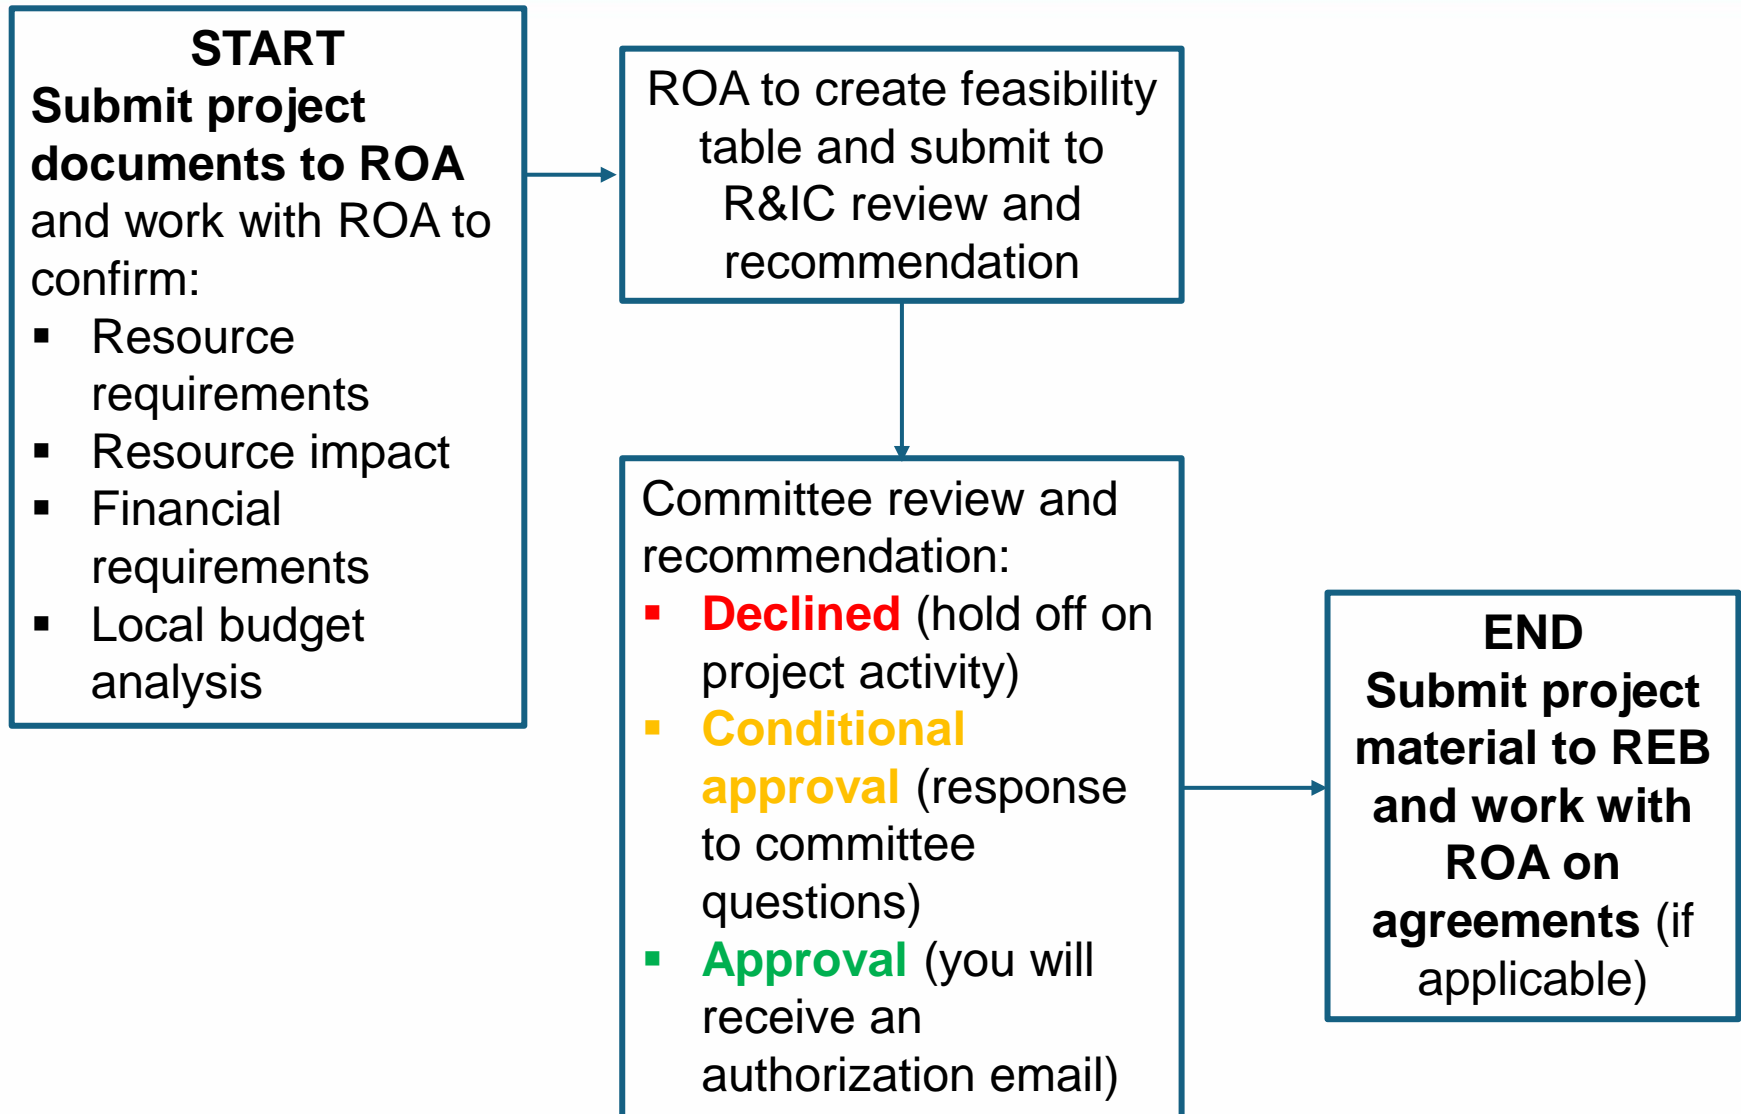 START
Submit project
documents to ROA
and work with ROA to
confirm:
▪ Resource
requirements
▪ Resource impact
▪ Financial
requirements
▪ Local budget
analysis
ROA to create feasibility
table and submit to
R&IC review and
recommendation
Committee review and
recommendation:
▪ Declined (hold off on
project activity)
▪ Conditional
approval (response
to committee
questions)
▪ Approval (you will
receive an
authorization email)
END
Submit project
material to REB
and work with
ROA on
agreements (if
applicable)